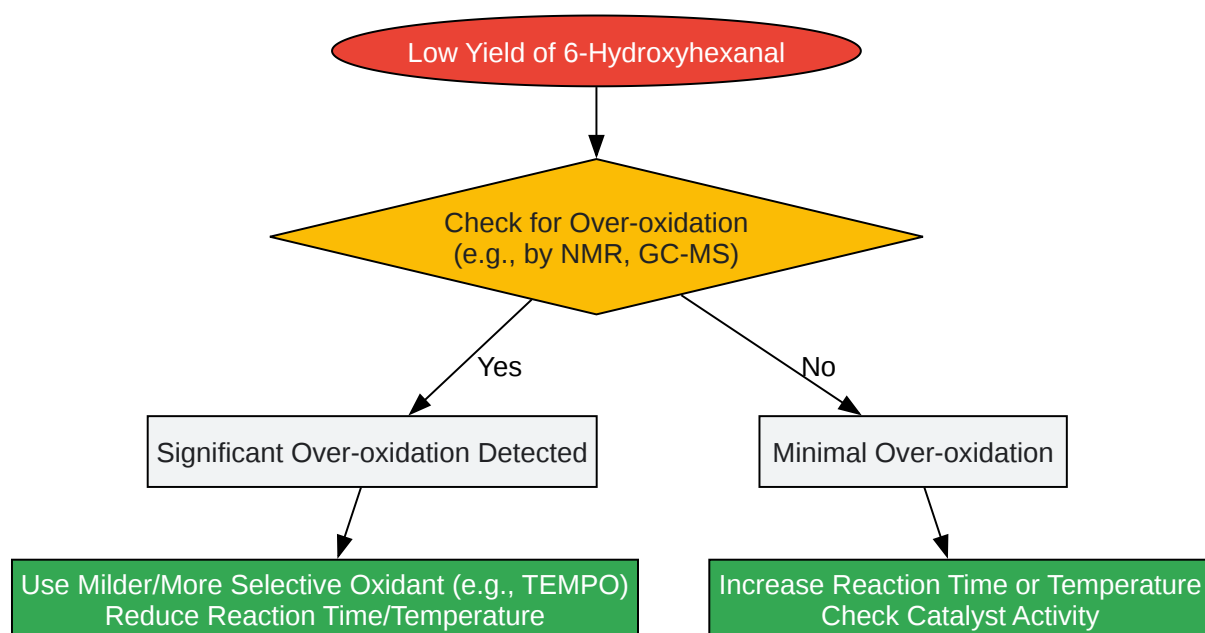 Low Yield of 6-Hydroxyhexanal
Check for Over-oxidation
(e.g., by NMR, GC-MS)
Yes
No
Significant Over-oxidation Detected
Minimal Over-oxidation
Use Milder/More Selective Oxidant (e.g., TEMPO)
Reduce Reaction Time/Temperature
Increase Reaction Time or Temperature
Check Catalyst Activity